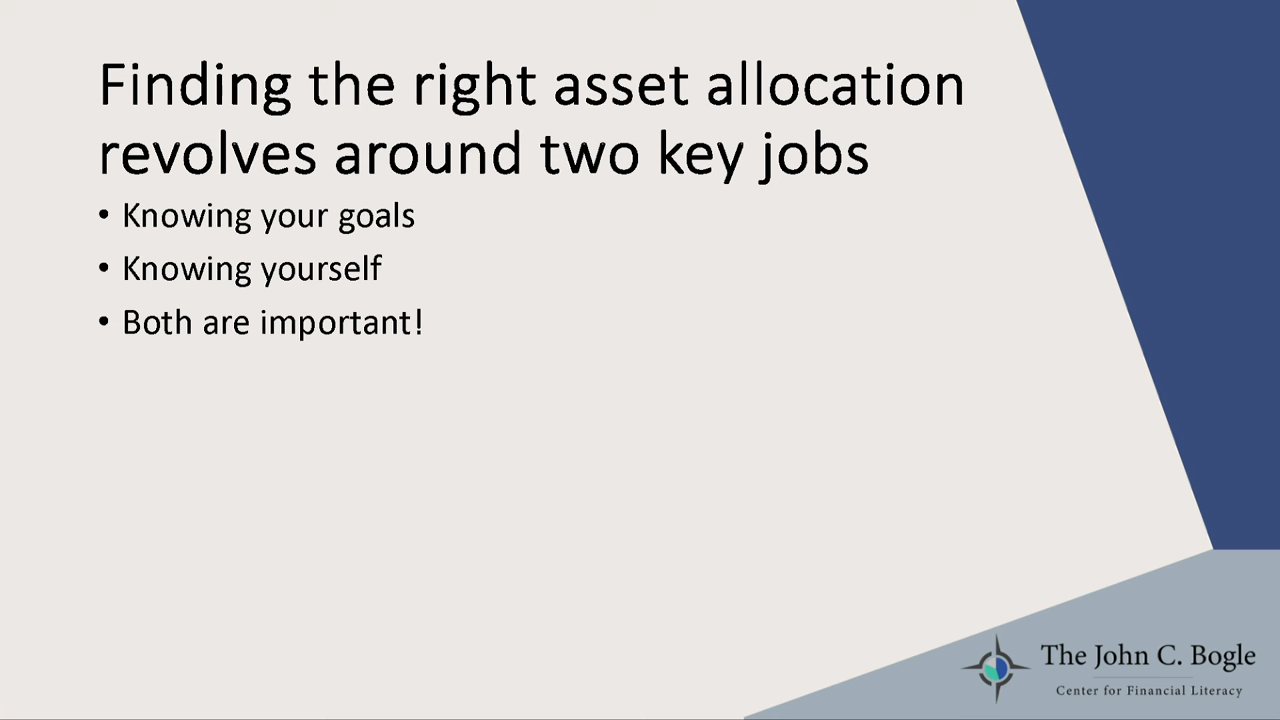 Finding the right asset allocation
revolves around two key jobs
• Knowing your goals
• Knowing yourself
• Both are important!
The John C. Bogle
Center for Financial Literacy